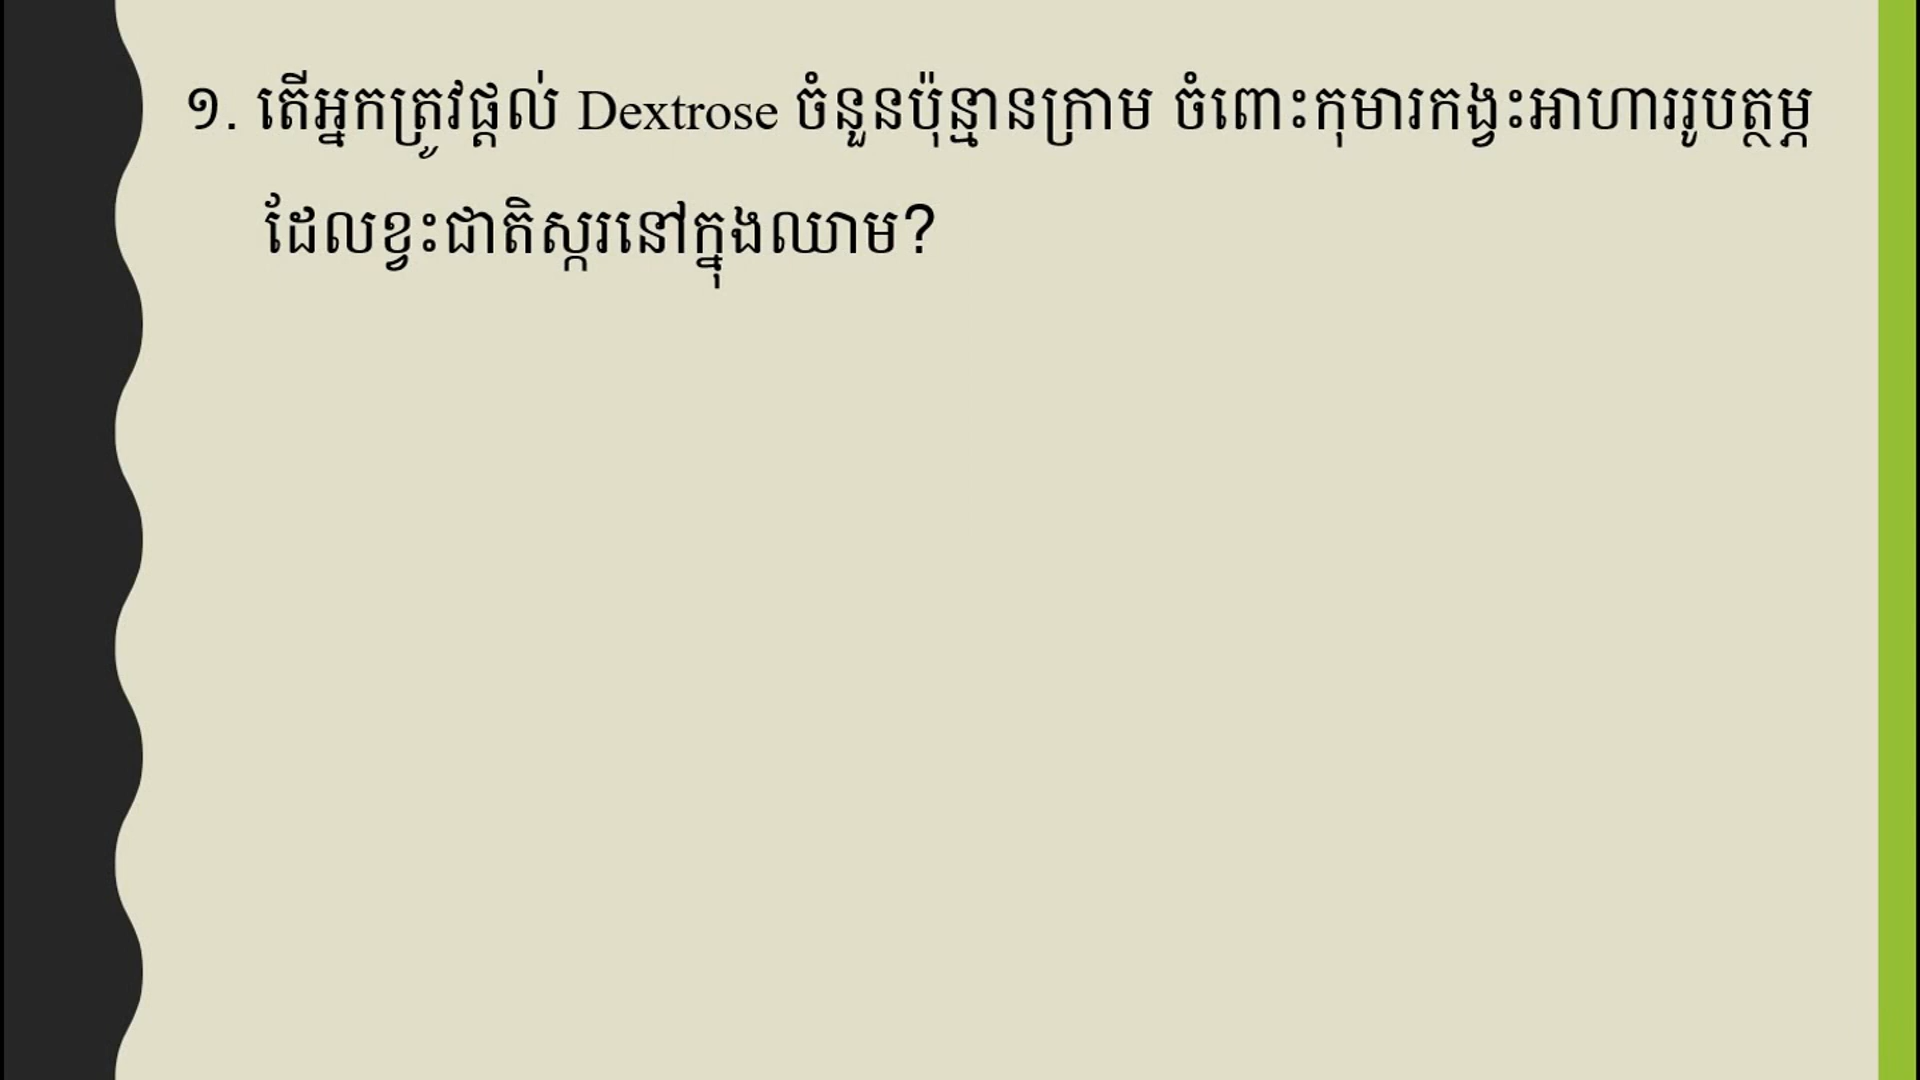 ១. តើអ្នកត្រូវផ្តល់ Dextrose ចំនួនប៉ុន្មានក្រាម ចំពោះកុមារកង្វះអាហាររូបត្ថម្ភ
ដែលខ្វះជាតិស្ករនៅក្នុងឈាម?